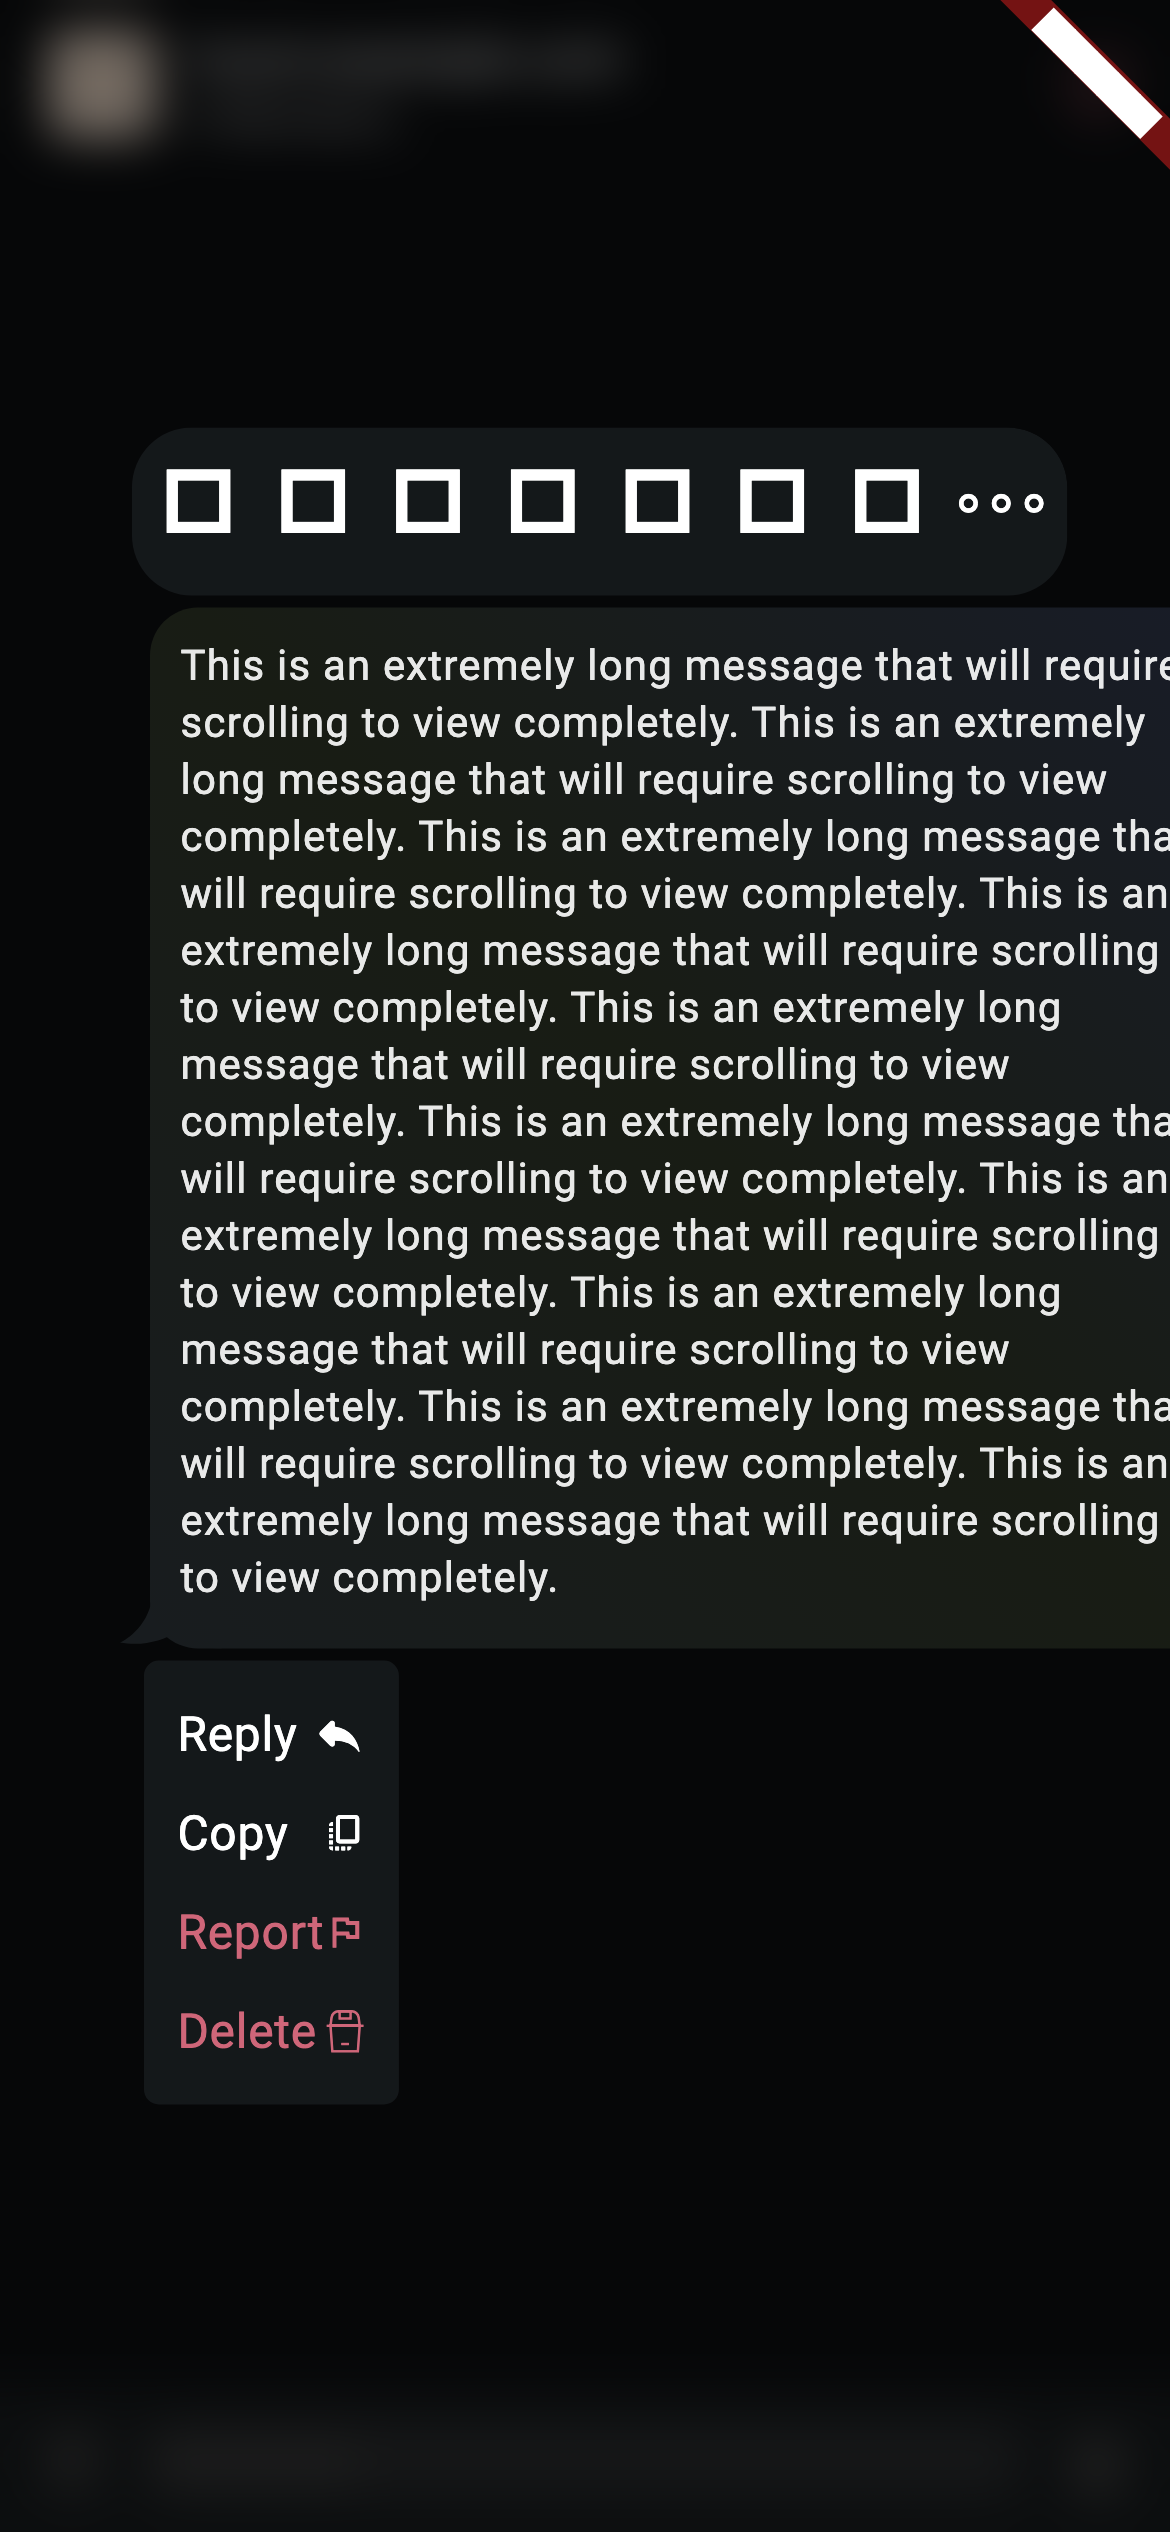 This is an extremely long message that will require
scrolling to view completely. This is an extremely
long message that will require scrolling to view
completely. This is an extremely long message tha
will require scrolling to view completely. This is an
extremely long message that will require scrolling
to view completely. This is an extremely long
message that will require scrolling to view
completely. This is an extremely long message tha
will require scrolling to view completely. This is an
extremely long message that will require scrolling
to view completely. This is an extremely long
message that will require scrolling to view
completely. This is an extremely long message tha
will require scrolling to view completely. This is an
extremely long message that will require scrolling
to view completely.
Reply
Copy
Report
Delete